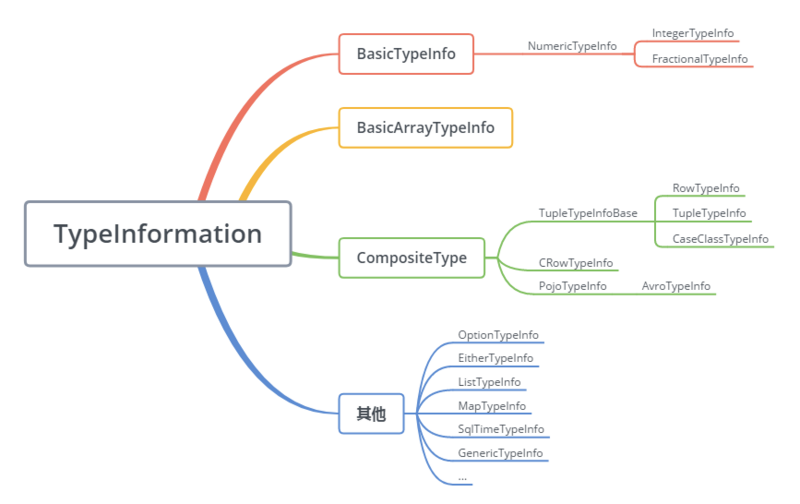 TypeInformation
BasicTypeInfo
NumericTypeInfo
IntegerTypeInfo
FractionalTypeInfo
BasicArrayTypeInfo
CompositeType
TupleTypeInfoBase
RowTypeInfo
TupleTypeInfo
CaseClassTypeInfo
CRowTypeInfo
PojoTypeInfo
AvroTypeInfo
其他
OptionTypeInfo
EitherTypeInfo
ListTypeInfo
MapTypeInfo
SqlTimeTypeInfo
GenericTypeInfo
...